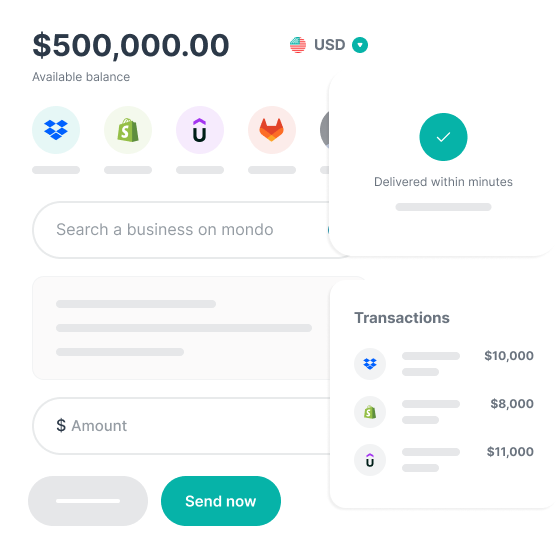 $500,000.00
USD
Available balance
Delivered within minutes
Search a business on mondo
Transactions
$10,000
$8,000
$11,000
$ Amount
Send now